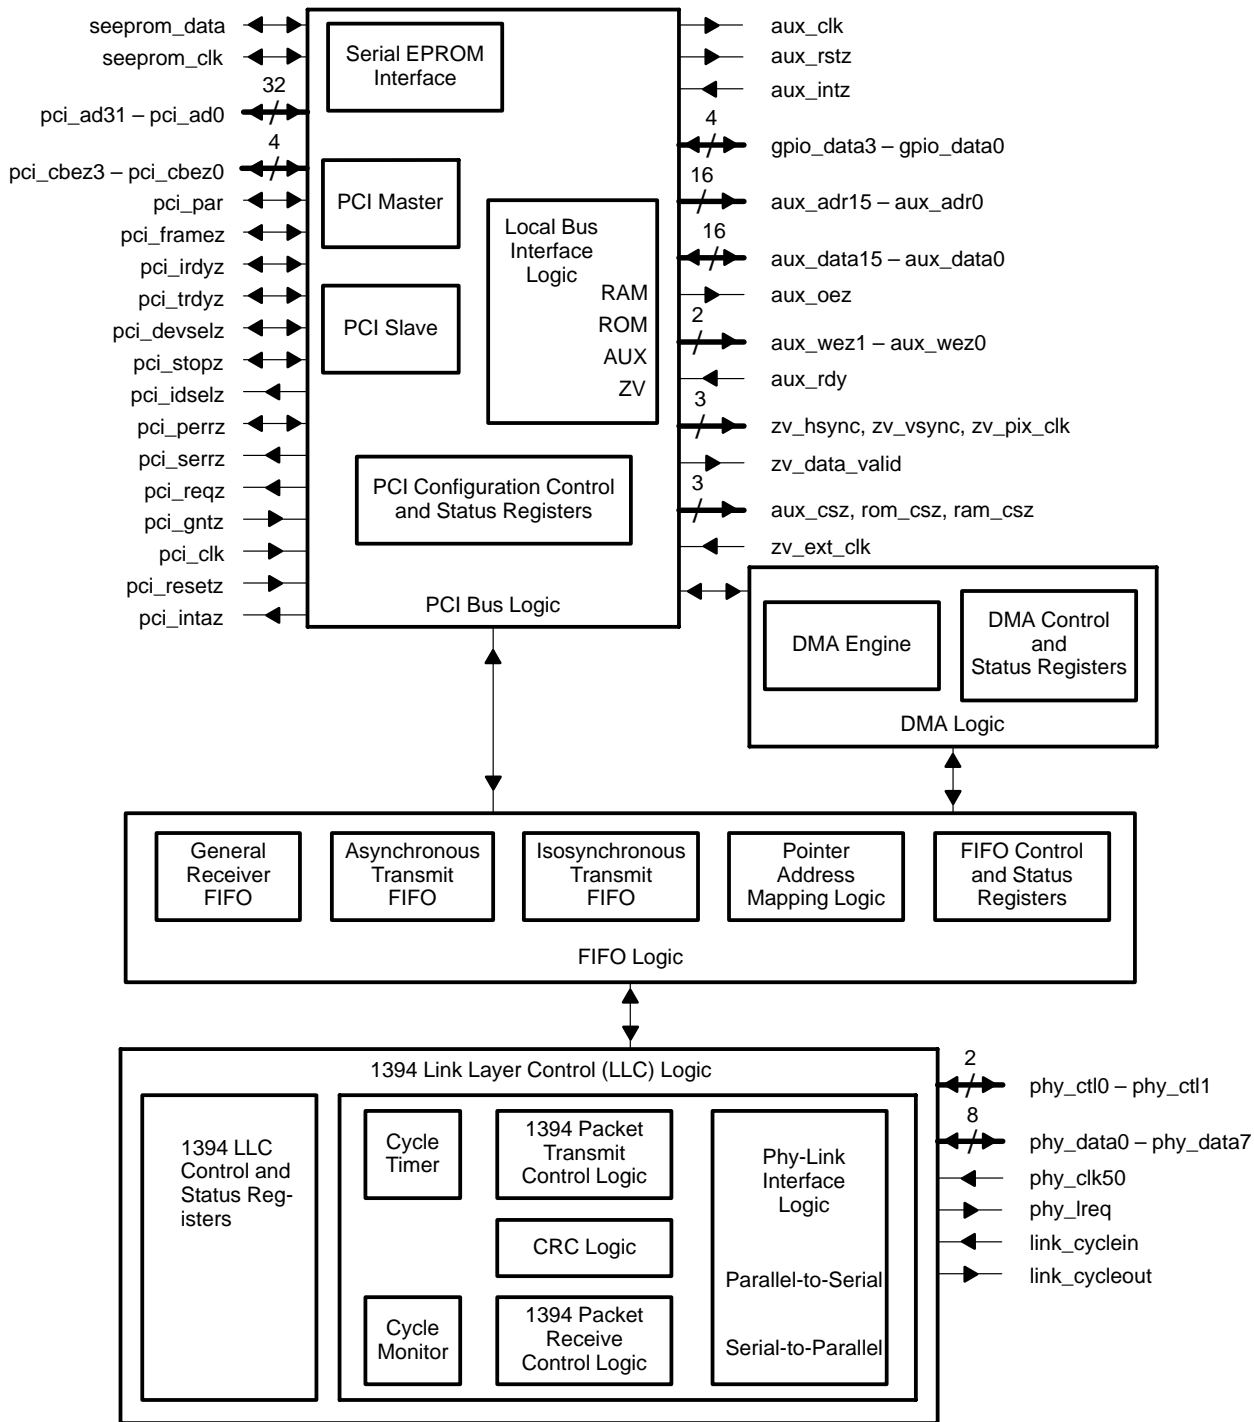 seeprom_data
seeprom_clk
32
pci_ad31 – pci_ad0
4
pci_cbez3 – pci_cbez0
pci_par
pci_framez
pci_irdyz
pci_trdyz
pci_devselz
pci_stopz
pci_idselz
pci_perrz
pci_serrz
pci_reqz
pci_gntz
pci_clk
pci_resetz
pci_intaz
Serial EPROM
Interface
PCI Master
PCI Slave
Local Bus
Interface
Logic
RAM
ROM
AUX
ZV
PCI Configuration Control
and Status Registers
PCI Bus Logic
aux_clk
aux_rstz
aux_intz
4
gpio_data3 – gpio_data0
16
aux_adr15 – aux_adr0
16
aux_data15 – aux_data0
aux_oez
2
aux_wez1 – aux_wez0
aux_rdy
3
zv_hsync, zv_vsync, zv_pix_clk
zv_data_valid
3
aux_csz, rom_csz, ram_csz
zv_ext_clk
DMA Engine
DMA Control
and
Status Registers
DMA Logic
General
Receiver
FIFO
Asynchronous
Transmit
FIFO
Isosynchronous
Transmit
FIFO
Pointer
Address
Mapping Logic
FIFO Control
and Status
Registers
FIFO Logic
1394 Link Layer Control (LLC) Logic
1394 LLC
Control and
Status Reg-
isters
Cycle
Timer
Cycle
Monitor
1394 Packet
Transmit
Control Logic
CRC Logic
1394 Packet
Receive
Control Logic
Phy-Link
Interface
Logic
Parallel-to-Serial
Serial-to-Parallel
2
phy_ctl0 – phy_ctl1
8
phy_data0 – phy_data7
phy_clk50
phy_lreq
link_cyclein
link_cycleout